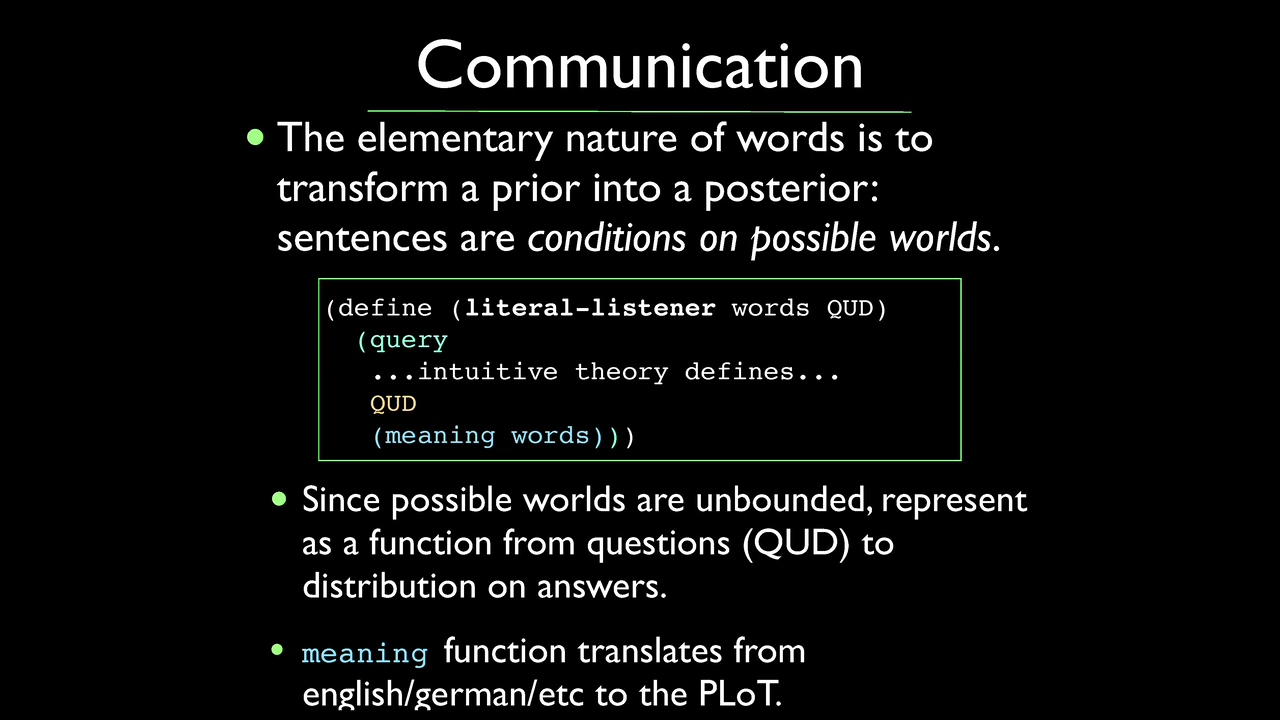 Communication
• The elementary nature of words is to
transform a prior into a posterior:
sentences are conditions on possible worlds.
(define (literal-listener words QUD)
(query
...intuitive theory defines...
QUD
(meaning words)))
• Since possible worlds are unbounded, represent
as a function from questions (QUD) to
distribution on answers.
• meaning function translates from
english/german/etc to the PLoT.